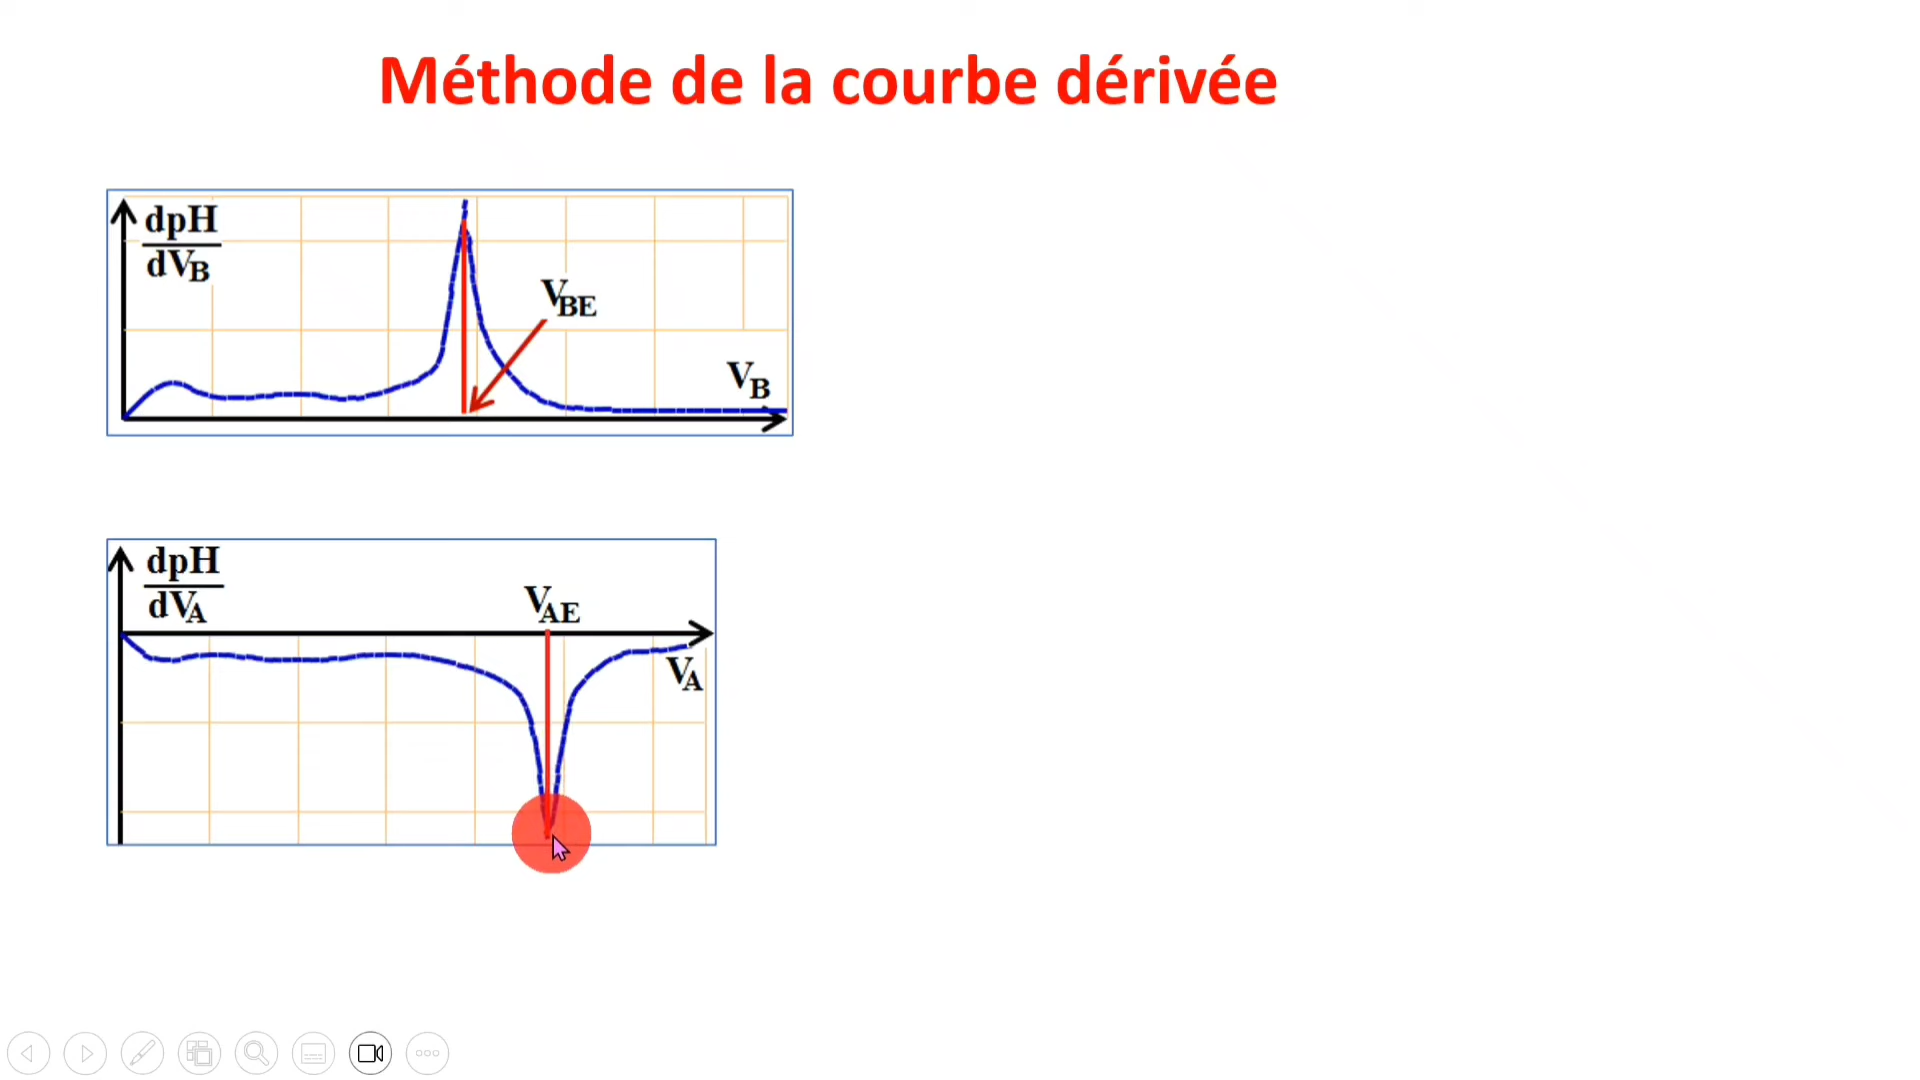 Méthode de la courbe dérivée
dpH
dVB
VBE
VB
dpH
dVA
VAE
VA